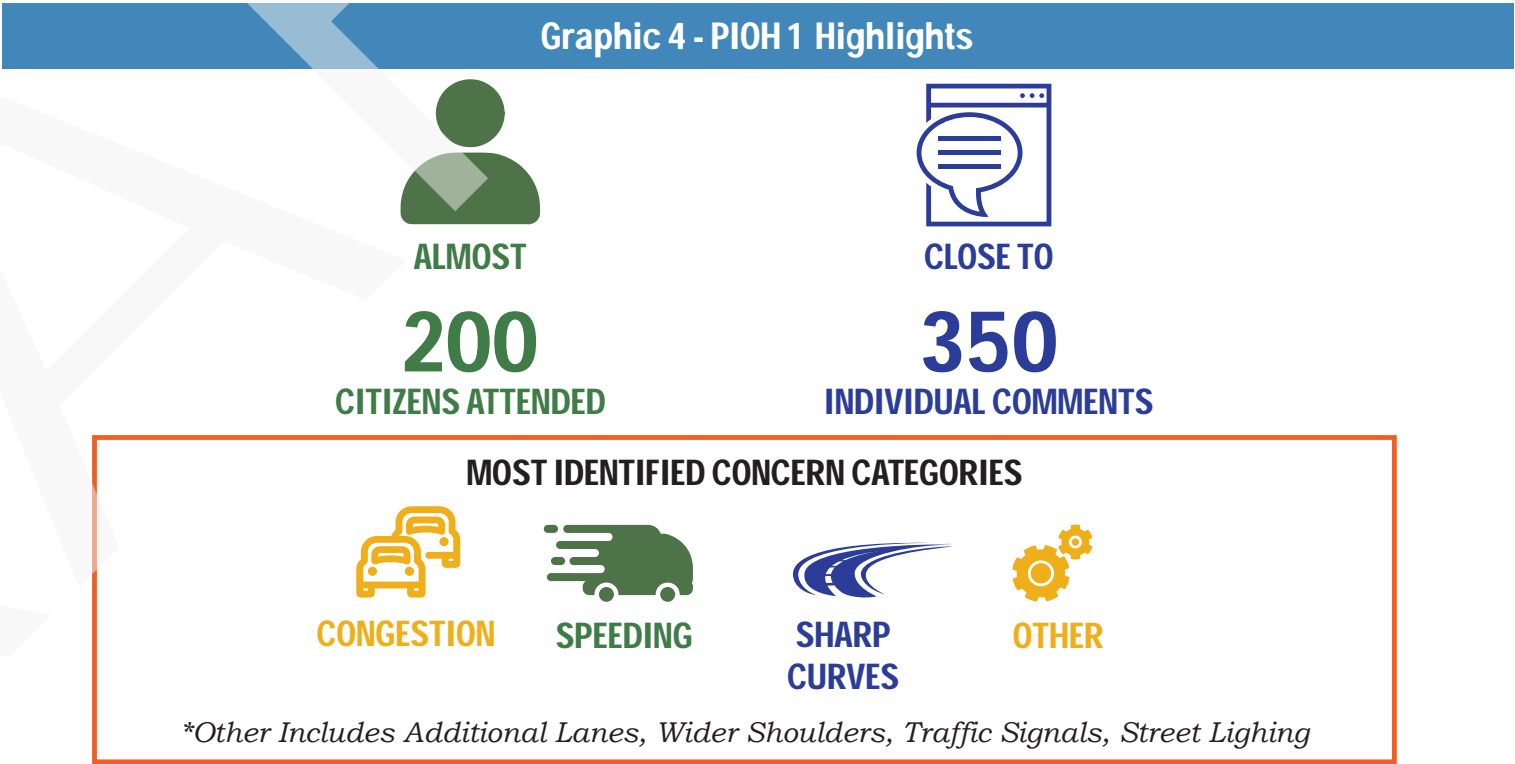 Graphic 4 - PIOH 1 Highlights
ALMOST
200
CITIZENS ATTENDED
CLOSE TO
350
INDIVIDUAL COMMENTS
MOST IDENTIFIED CONCERN CATEGORIES
CONGESTION
SPEEDING
SHARP
CURVES
OTHER
*Other Includes Additional Lanes, Wider Shoulders, Traffic Signals, Street Lighing